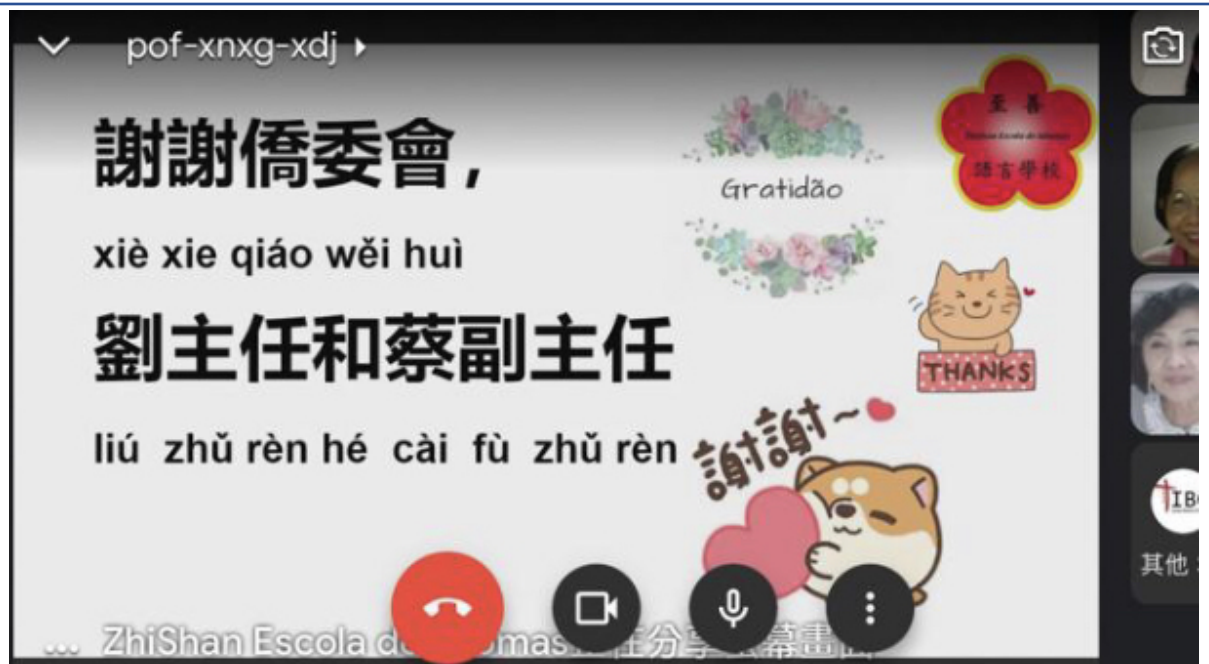 pof-xnxg-xdj
謝謝僑委會,
xiè xie qiáo wěi huì
劉主任和蔡副主任
liú zhǔ rèn hé cài fù zhǔ rèn
Gratidão
至善
語言學校
THANKS
謝謝~
IB
其他
... ZhiShan Escola d